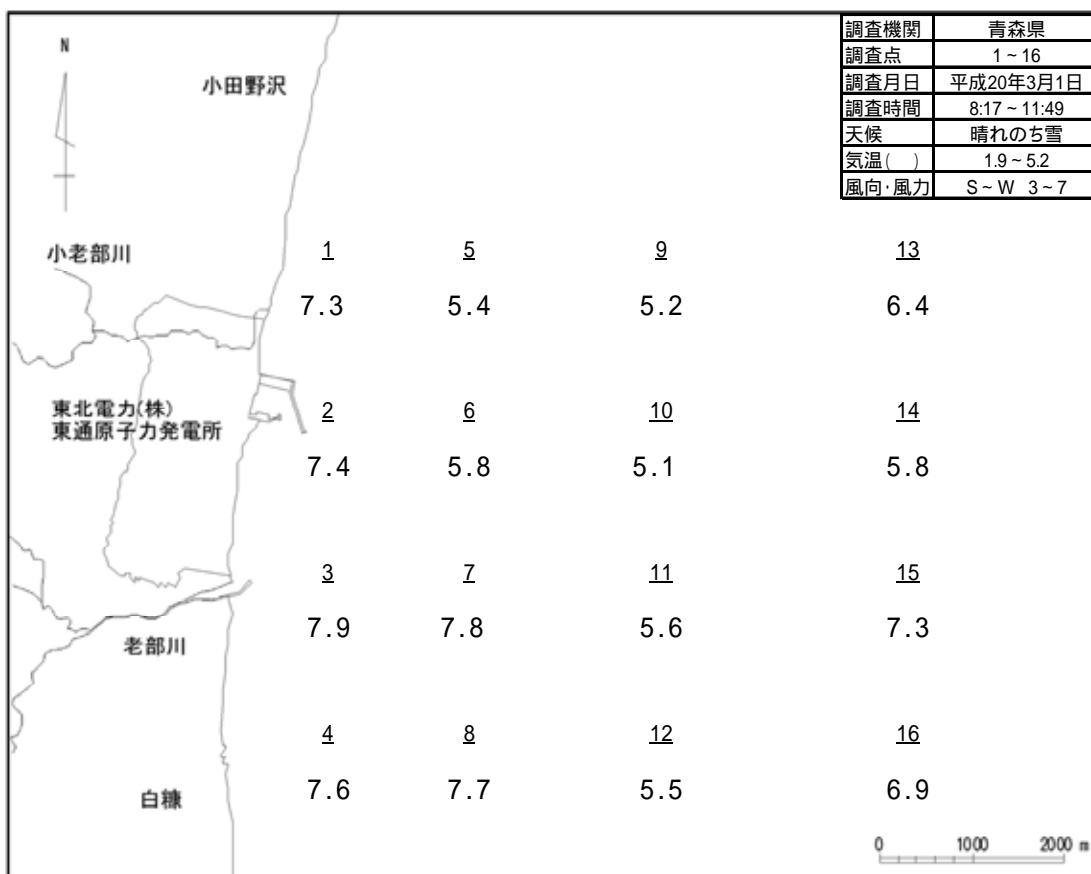 調査機関 青森県
調査点 1~16
調査月日 平成20年3月1日
調査時間 8:17~11:49
天候 晴れのち雪
気温( ) 1.9~5.2
風向・風力 S~W 3~7
N
小田野沢
小老部川
1 5 9 13
7.3 5.4 5.2 6.4
東北電力(株)
東通原子力発電所
2 6 10 14
7.4 5.8 5.1 5.8
3 7 11 15
7.9 7.8 5.6 7.3
老部川
4 8 12 16
7.6 7.7 5.5 6.9
白糠
0 1000 2000 m